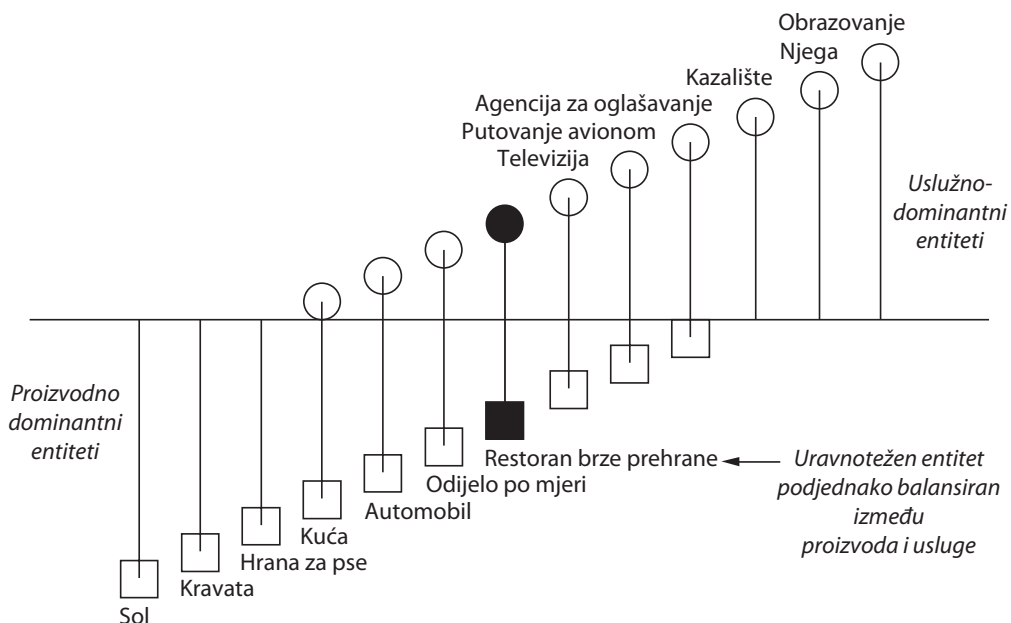 Obrazovanje
Njega
Kazalište
Agencija za oglašavanje
Putovanje avionom
Televizija
Uslužno-
dominantni
entiteti
Proizvodno
dominantni
entiteti
Restoran brze prehrane
Uravnotežen entitet
podjednako balansiran
između
proizvoda i usluge
Odijelo po mjeri
Automobil
Kuća
Hrana za pse
Kravata
Sol